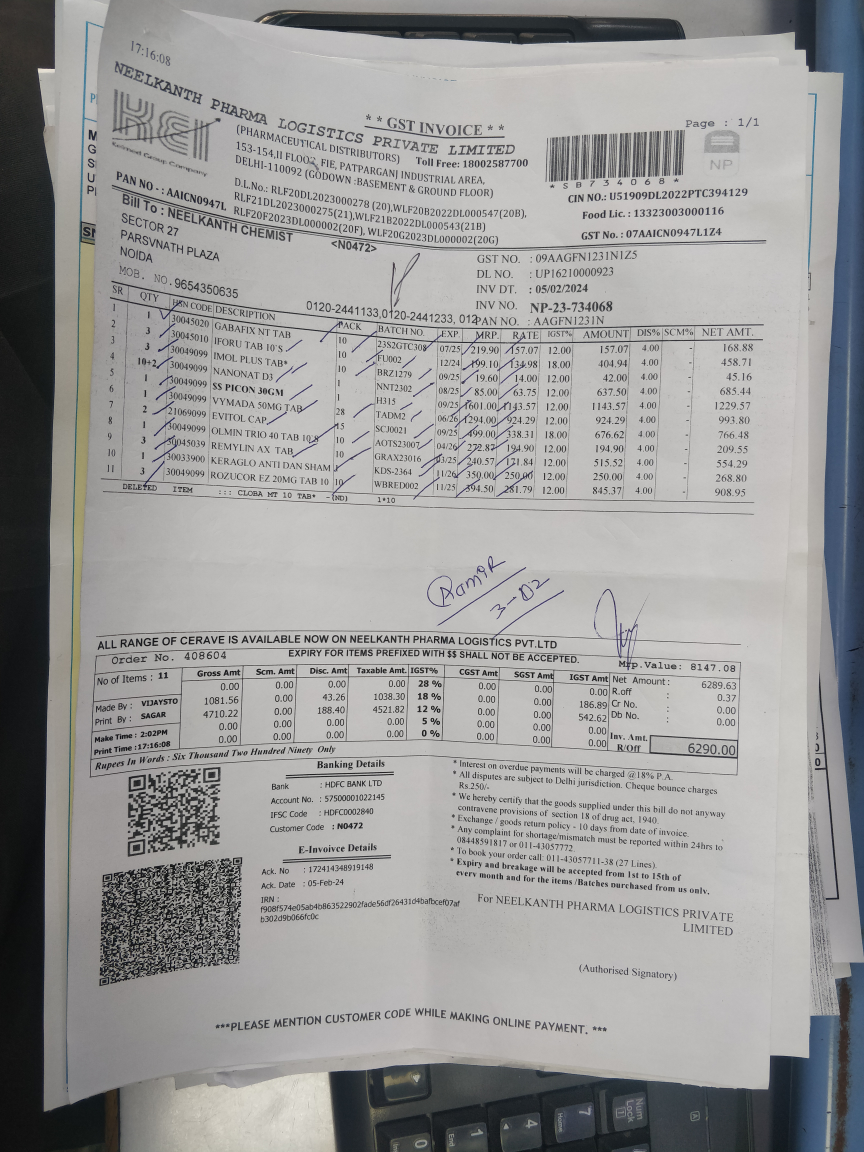 17:16:08
* * GST INVOICE * *
Page : 1/1
NEELKANTH PHARMA LOGISTICS PRIVATE LIMITED
KEI
Group Company
(PHARMACEUTICAL DISTRIBUTORS) Toll Free: 18002587700
153-154,II FLOOR, FIE, PATPARGANJ INDUSTRIAL AREA,
DELHI-110092 (GODOWN :BASEMENT & GROUND FLOOR)
NP
* S B 7 3 4 0 6 8 *
CIN NO.: U51909DL2022PTC394129
Food Lic. : 13323003000116
GST No. : 07AAICN0947L1Z4
PAN NO - : AAICN0947L
D.L.No.: RLF20DL2023000278 (20),WLF20B2022DL000547(20B),
RLF21DL2023000275(21),WLF21B2022DL000543(21B)
RLF20F2023DL000002(20F), WLF20G2023DL000002(20G)
Bill To : NEELKANTH CHEMIST <N0472>
SECTOR 27
PARSVNATH PLAZA
NOIDA
MOB. NO. 9654350635
0120-2441133,0120-2441233, 012
GST NO. : 09AAGFN1231N1Z5
DL NO. : UP16210000923
INV DT. : 05/02/2024
INV NO. NP-23-734068
PAN NO. : AAGFN1231N
SR QTY HSN CODE DESCRIPTION PACK BATCH NO. EXP. MRP. RATE IGST% AMOUNT DIS% SCM% NET AMT.
1 1 30045020 GABAFIX NT TAB 10 23S2GTC308 07/25 219.90 157.07 12.00 157.07 4.00 - 168.88
2 3 30045010 IFORU TAB 10`S 10 FU002 12/24 199.10 134.98 18.00 404.94 4.00 - 458.71
3 3 30049099 IMOL PLUS TAB* 10 BRZ1279 09/25 19.60 14.00 12.00 42.00 4.00 - 45.16
4 10+2 30049099 NANONAT D3 1 NNT2302 08/25 85.00 63.75 12.00 637.50 4.00 - 685.44
5 1 30049099 $$ PICON 30GM 1 H315 09/25 1601.00 1143.57 12.00 1143.57 4.00 - 1229.57
6 1 30049099 VYMADA 50MG TAB 28 TADM2 06/26 1294.00 924.29 12.00 924.29 4.00 - 993.80
7 2 21069099 EVITOL CAP 15 SCJ0021 09/25 499.00 338.31 18.00 676.62 4.00 - 766.48
8 1 30049099 OLMIN TRIO 40 TAB 10`S 10 AOTS23007 04/26 272.87 194.90 12.00 194.90 4.00 - 209.55
9 3 30045039 REMYLIN AX TAB 10 GRAX23016 03/25 240.57 171.84 12.00 515.52 4.00 - 554.29
10 1 30033900 KERAGLO ANTI DAN SHAM 1 KDS-2364 11/26 350.00 250.00 12.00 250.00 4.00 - 268.80
11 3 30049099 ROZUCOR EZ 20MG TAB 10 10 WBRED002 11/25 394.50 281.79 12.00 845.37 4.00 - 908.95
DELETED ITEM ::: CLOBA MT 10 TAB* -(ND) 1*10
Aamir
3-02
ALL RANGE OF CERAVE IS AVAILABLE NOW ON NEELKANTH PHARMA LOGISTICS PVT.LTD
Order No. 408604 EXPIRY FOR ITEMS PREFIXED WITH $$ SHALL NOT BE ACCEPTED. Mrp.Value: 8147.08
No of Items : 11
Made By : VIJAYSTO
Print By : SAGAR
Make Time : 2:02PM
Print Time :17:16:08
Gross Amt Scm. Amt Disc. Amt Taxable Amt. IGST% CGST Amt SGST Amt IGST Amt
0.00 0.00 0.00 0.00 28 % 0.00 0.00 0.00
1081.56 0.00 43.26 1038.30 18 % 0.00 0.00 186.89
4710.22 0.00 188.40 4521.82 12 % 0.00 0.00 542.62
0.00 0.00 0.00 0.00 5 % 0.00 0.00 0.00
0.00 0.00 0.00 0.00 0 % 0.00 0.00 0.00
Net Amount : 6289.63
R.off : 0.37
Cr No. : 0.00
Db No. : 0.00
Inv. Amt. R/Off 6290.00
Rupees In Words : Six Thousand Two Hundred Ninety Only
Banking Details
Bank : HDFC BANK LTD
Account No. : 57500001022145
IFSC Code : HDFC0002840
Customer Code : N0472
E-Invoivce Details
Ack. No : 172414348919148
Ack. Date : 05-Feb-24
IRN :
f908f574e05ab4b863522902fade56df26431d4bafbcef07af
b302d9b066fc0c
* Interest on overdue payments will be charged @18% P.A.
* All disputes are subject to Delhi jurisdiction. Cheque bounce charges
Rs.250/-
* We hereby certify that the goods supplied under this bill do not anyway
contravene provisions of section 18 of drug act, 1940.
* Exchange / goods return policy - 10 days from date of invoice.
* Any complaint for shortage/mismatch must be reported within 24hrs to
08448591817 or 011-43057772
* To book your order call: 011-43057711-38 (27 Lines).
* Expiry and breakage will be accepted from 1st to 15th of
every month and for the items /Batches purchased from us only.
For NEELKANTH PHARMA LOGISTICS PRIVATE
LIMITED
(Authorised Signatory)
***PLEASE MENTION CUSTOMER CODE WHILE MAKING ONLINE PAYMENT. ***
Num
Lock
7
Home
4
1
End
0
Ins